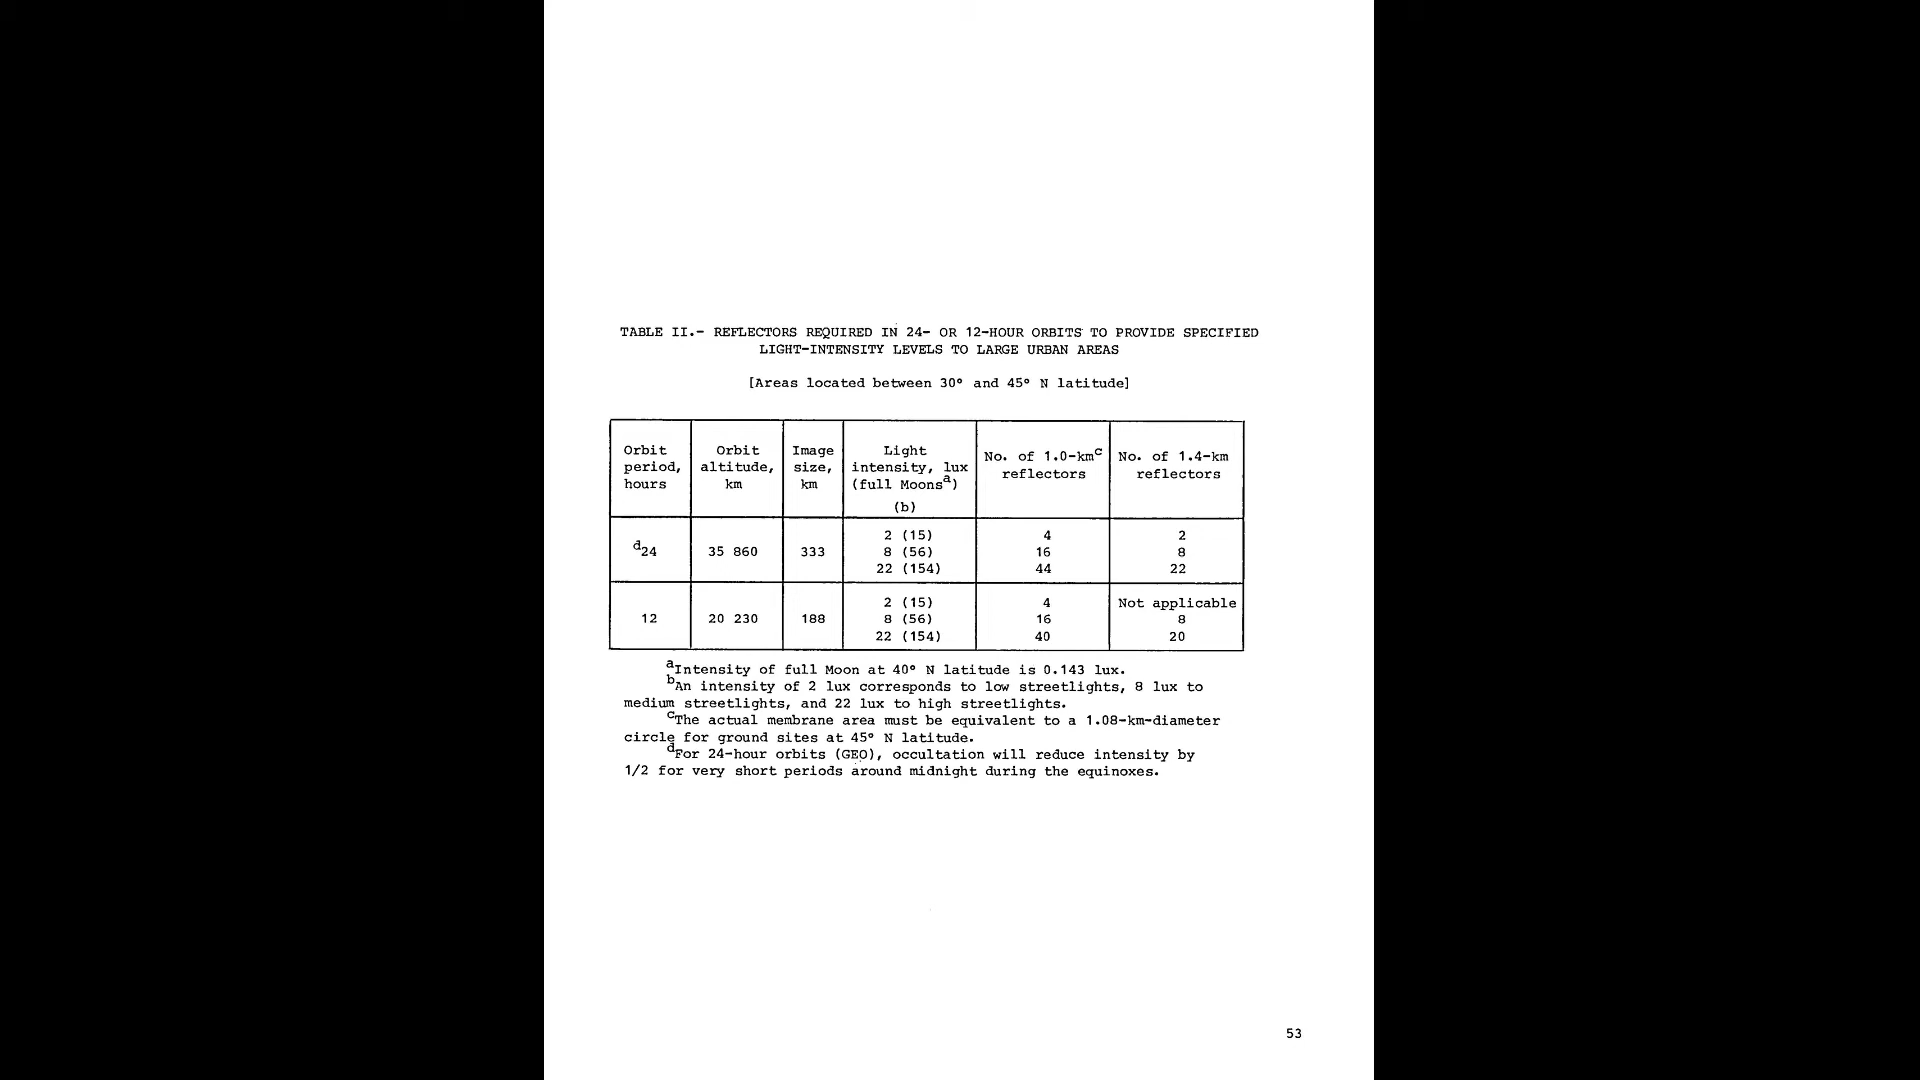 TABLE II.- REFLECTORS REQUIRED IN 24- OR 12-HOUR ORBITS TO PROVIDE SPECIFIED
LIGHT-INTENSITY LEVELS TO LARGE URBAN AREAS
[Areas located between 30° and 45° N latitude]
Orbit period, hours | Orbit altitude, km | Image size, km | Light intensity, lux (full Moonsa) (b) | No. of 1.0-kmc reflectors | No. of 1.4-km reflectors
d24 | 35 860 | 333 | 2 (15) | 4 | 2
8 (56) | 16 | 8
22 (154) | 44 | 22
12 | 20 230 | 188 | 2 (15) | 4 | Not applicable
8 (56) | 16 | 8
22 (154) | 40 | 20
aIntensity of full Moon at 40° N latitude is 0.143 lux.
bAn intensity of 2 lux corresponds to low streetlights, 8 lux to
medium streetlights, and 22 lux to high streetlights.
cThe actual membrane area must be equivalent to a 1.08-km-diameter
circle for ground sites at 45° N latitude.
dFor 24-hour orbits (GEO), occultation will reduce intensity by
1/2 for very short periods around midnight during the equinoxes.
53